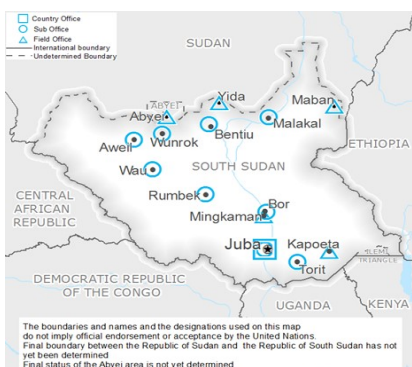 Country Office
Sub Office
Field Office
International boundary
Undetermined Boundary
SUDAN
ABYEI
Yida
Maban
Abyei
Malakal
Bentiu
Wunrok
Aweil
ETHIOPIA
SOUTH SUDAN
Wau
Rumbek
CENTRAL
AFRICAN
REPUBLIC
Bor
Mingkaman
Juba
Kapoeta
ILEMI
TRIANGLE
Torit
DEMOCRATIC REPUBLIC
OF THE CONGO
UGANDA
KENYA
The boundaries and names and the designations used on this map
do not imply official endorsement or acceptance by the United Nations.
Final boundary between the Republic of Sudan and the Republic of South Sudan has not
yet been determined
Final status of the Abyei area is not yet determined